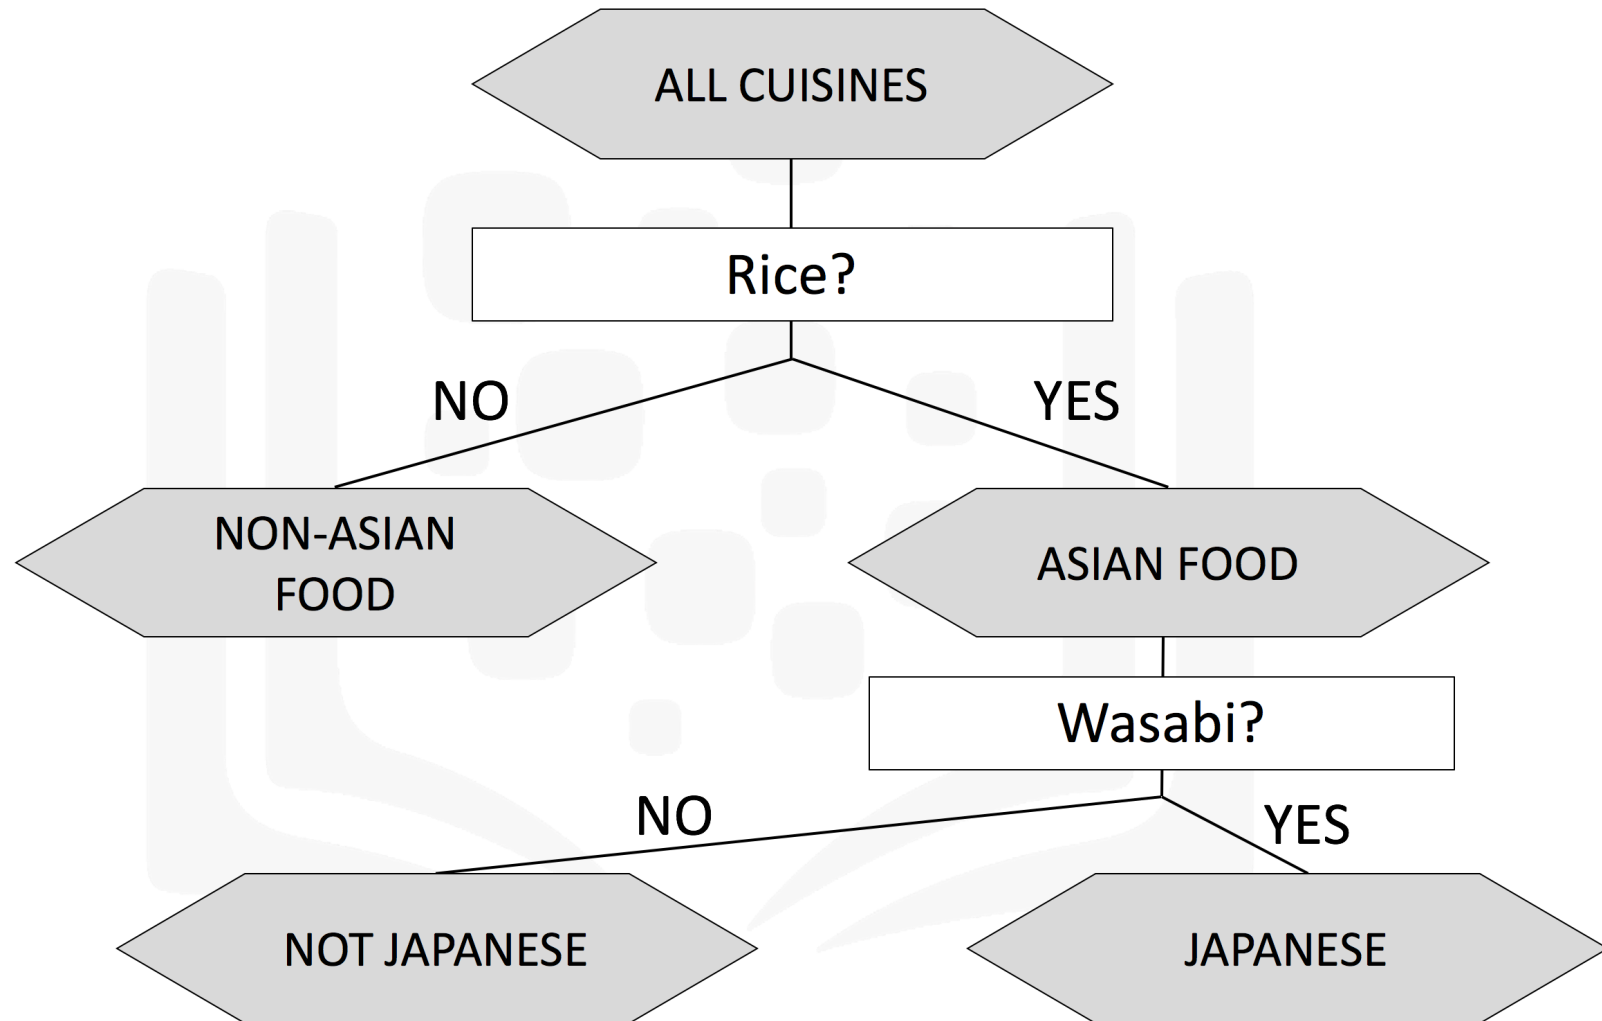 ALL CUISINES
Rice?
NO
YES
NON-ASIAN
FOOD
ASIAN FOOD
Wasabi?
NO
YES
NOT JAPANESE
JAPANESE